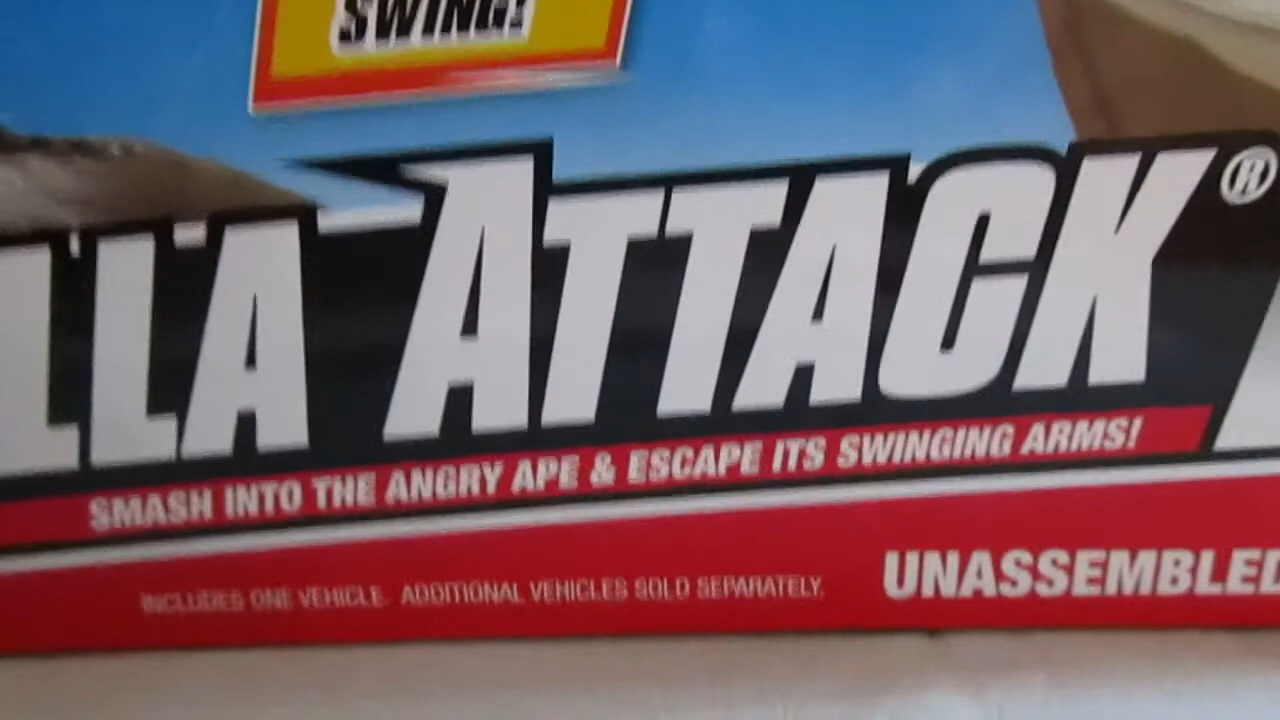 SWING!
LLA ATTACK®
SMASH INTO THE ANGRY APE & ESCAPE ITS SWINGING ARMS!
INCLUDES ONE VEHICLE. ADDITIONAL VEHICLES SOLD SEPARATELY.
UNASSEMBLED